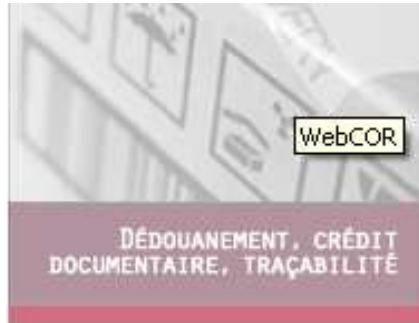 WebCOR
DÉDOUANEMENT, CRÉDIT
DOCUMENTAIRE, TRAÇABILITÉ